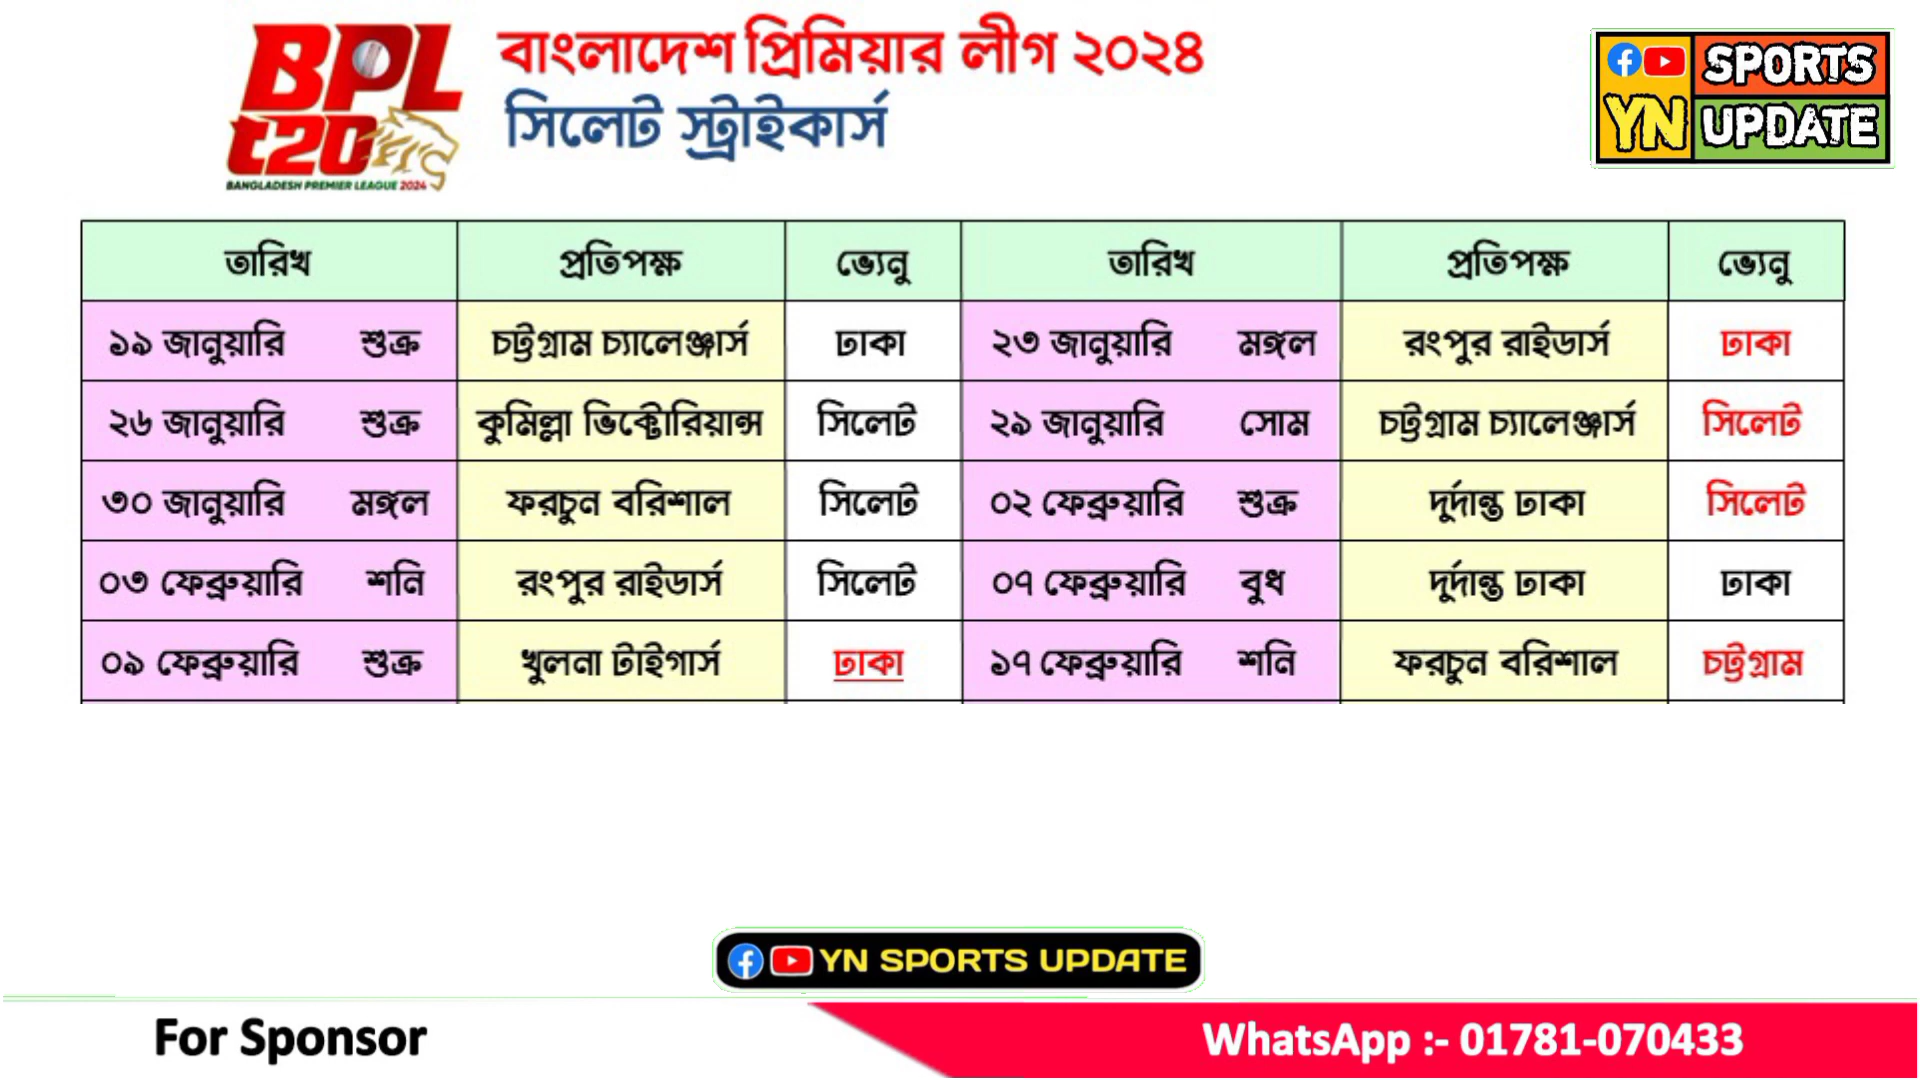 BPL
t20
BANGLADESH PREMIER LEAGUE 2024
বাংলাদেশ প্রিমিয়ার লীগ ২০২৪
সিলেট স্ট্রাইকার্স
SPORTS
YN UPDATE
তারিখ প্রতিপক্ষ ভ্যেনু তারিখ প্রতিপক্ষ ভ্যেনু
১৯ জানুয়ারি শুক্র চট্টগ্রাম চ্যালেঞ্জার্স ঢাকা ২৩ জানুয়ারি মঙ্গল রংপুর রাইডার্স ঢাকা
২৬ জানুয়ারি শুক্র কুমিল্লা ভিক্টোরিয়ান্স সিলেট ২৯ জানুয়ারি সোম চট্টগ্রাম চ্যালেঞ্জার্স সিলেট
৩০ জানুয়ারি মঙ্গল ফরচুন বরিশাল সিলেট ০২ ফেব্রুয়ারি শুক্র দুর্দান্ত ঢাকা সিলেট
০৩ ফেব্রুয়ারি শনি রংপুর রাইডার্স সিলেট ০৭ ফেব্রুয়ারি বুধ দুর্দান্ত ঢাকা ঢাকা
০৯ ফেব্রুয়ারি শুক্র খুলনা টাইগার্স ঢাকা ১৭ ফেব্রুয়ারি শনি ফরচুন বরিশাল চট্টগ্রাম
YN SPORTS UPDATE
For Sponsor WhatsApp :- 01781-070433